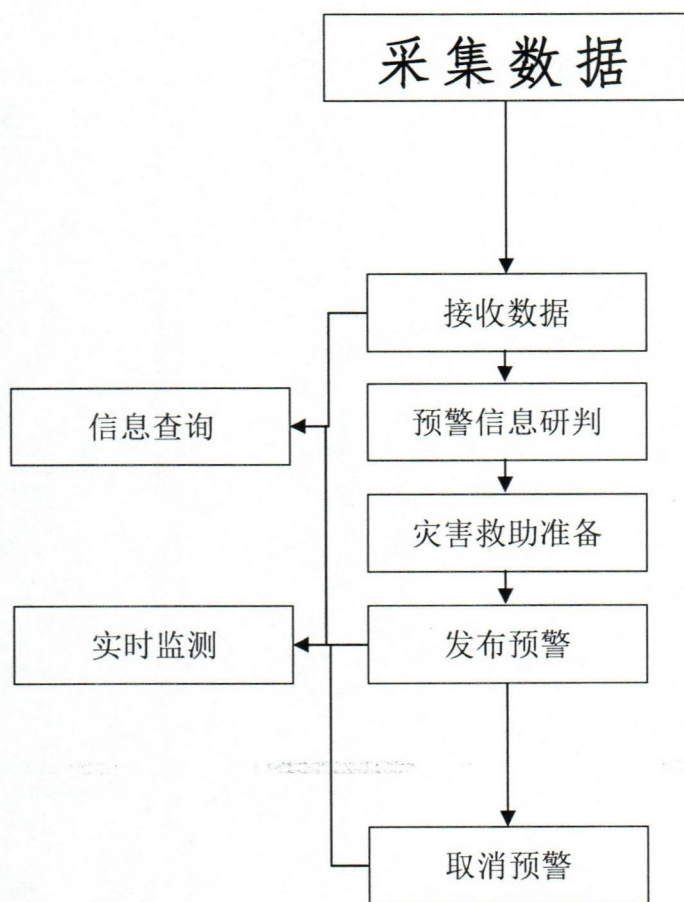 采集数据
接收数据
信息查询
预警信息研判
灾害救助准备
实时监测
发布预警
取消预警